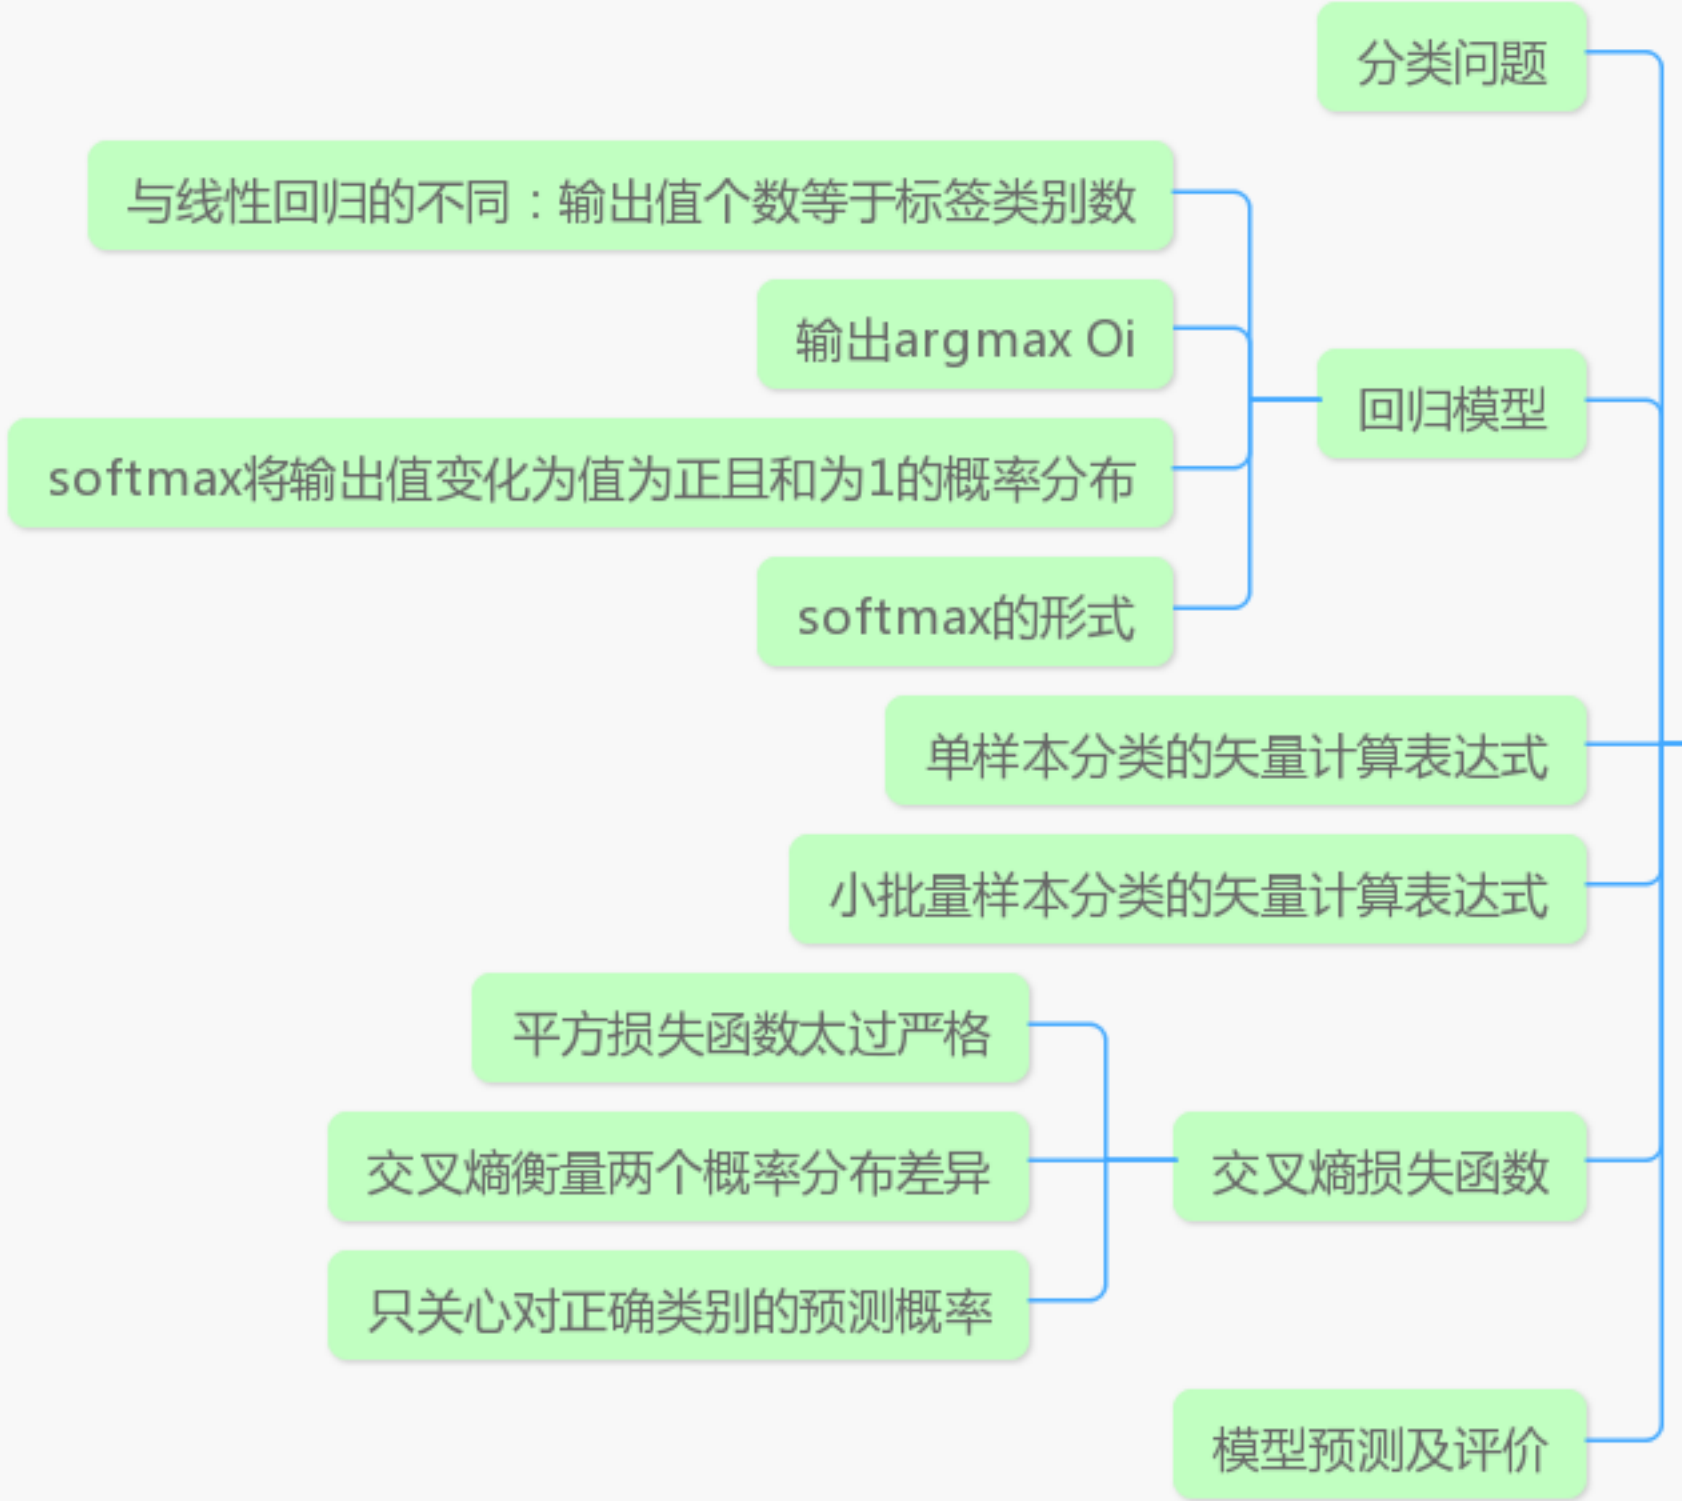 分类问题
与线性回归的不同：输出值个数等于标签类别数
输出argmax Oi
回归模型
softmax将输出值变化为值为正且和为1的概率分布
softmax的形式
单样本分类的矢量计算表达式
小批量样本分类的矢量计算表达式
平方损失函数太过严格
交叉熵衡量两个概率分布差异
交叉熵损失函数
只关心对正确类别的预测概率
模型预测及评价